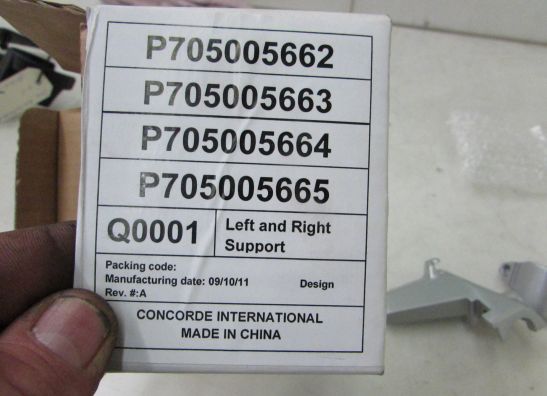 P705005662
P705005663
P705005664
P705005665
Q0001 Left and Right
Support
Packing code:
Manufacturing date: 09/10/11 Design
Rev. #:A
CONCORDE INTERNATIONAL
MADE IN CHINA